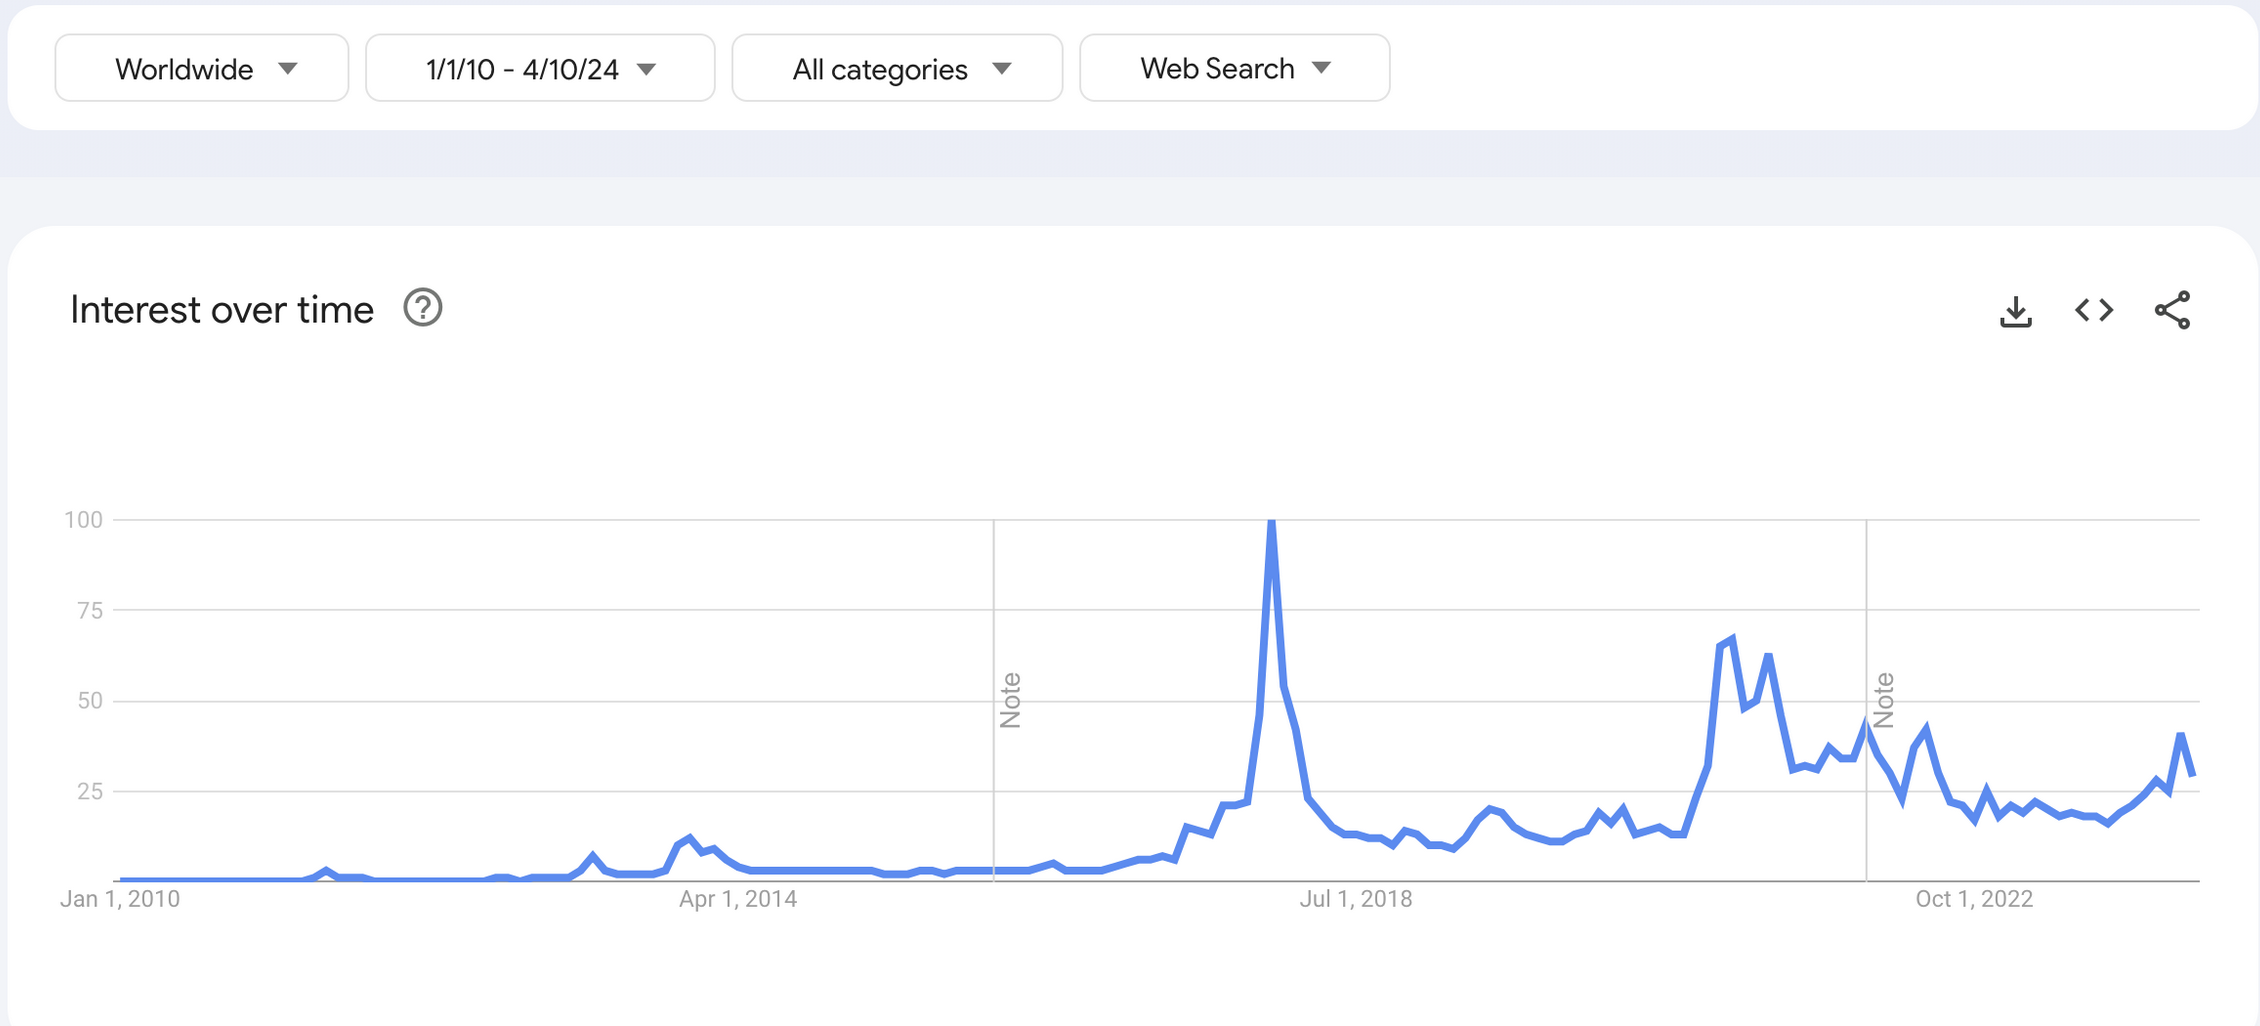 Worldwide 1/1/10 - 4/10/24 All categories Web Search
Interest over time ?
100
75
50
25
Note
Note
Jan 1, 2010 Apr 1, 2014 Jul 1, 2018 Oct 1, 2022